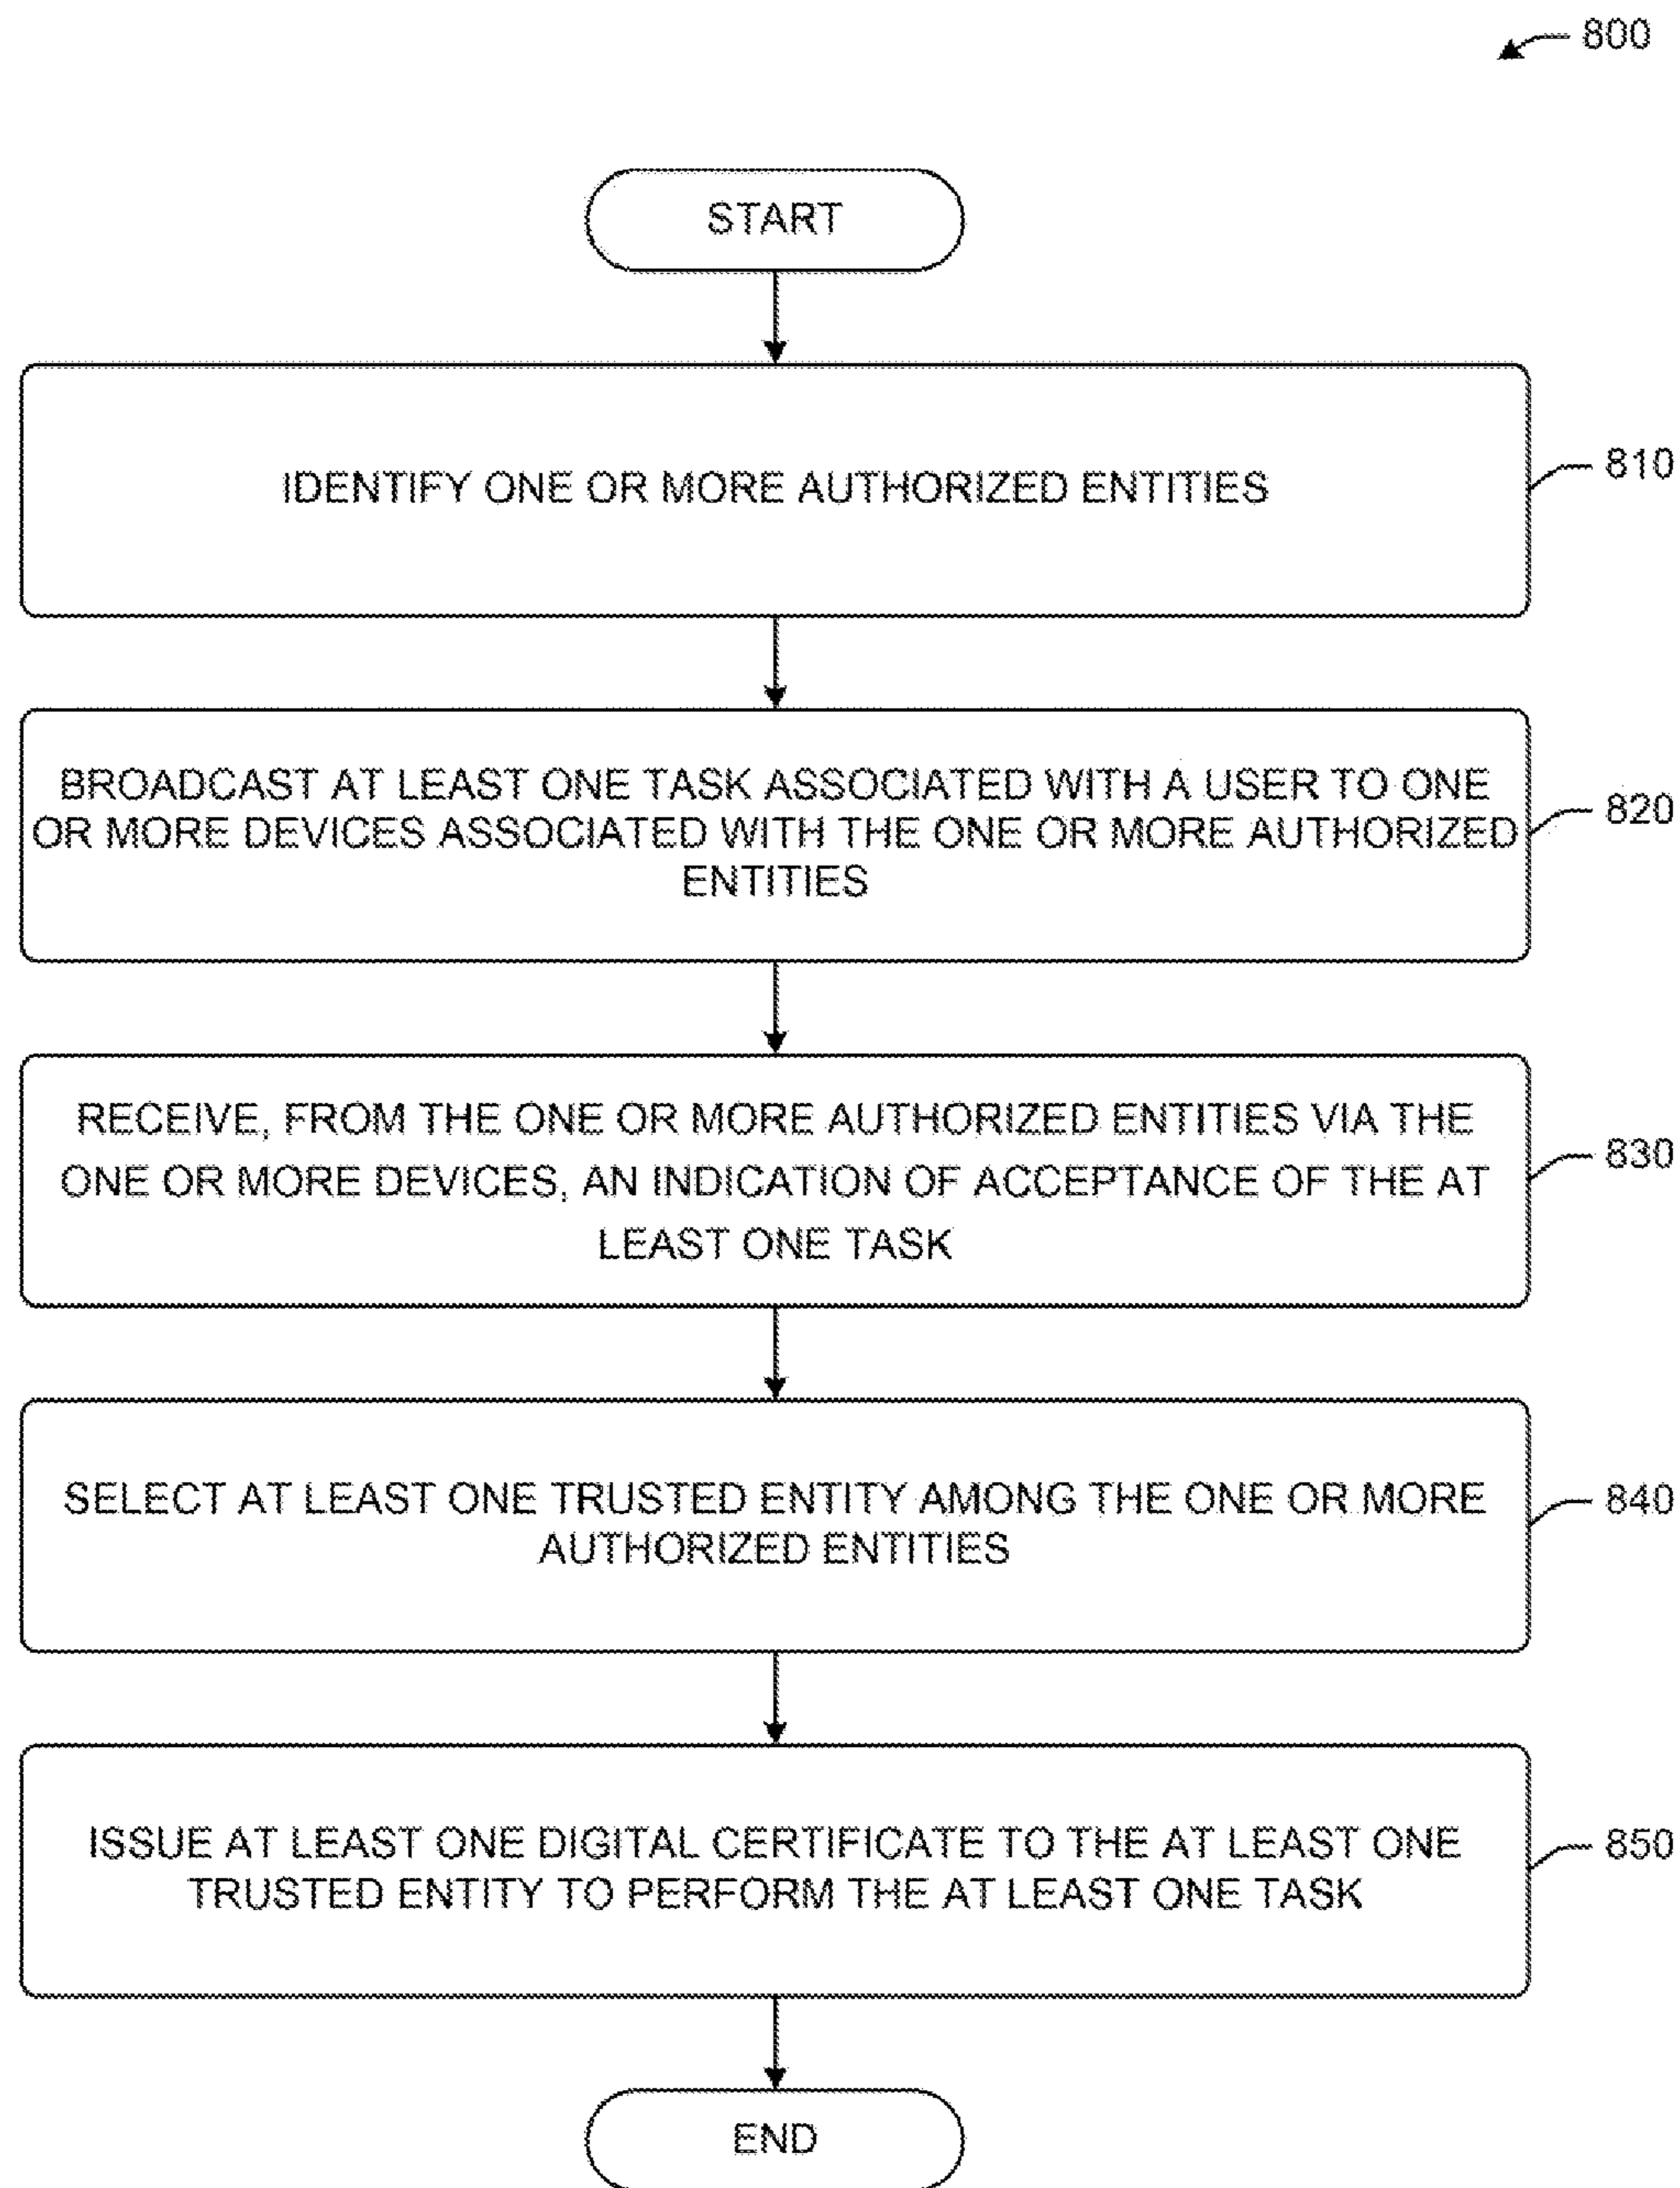 800
START
IDENTIFY ONE OR MORE AUTHORIZED ENTITIES
810
BROADCAST AT LEAST ONE TASK ASSOCIATED WITH A USER TO ONE
OR MORE DEVICES ASSOCIATED WITH THE ONE OR MORE AUTHORIZED
ENTITIES
820
RECEIVE, FROM THE ONE OR MORE AUTHORIZED ENTITIES VIA THE
ONE OR MORE DEVICES, AN INDICATION OF ACCEPTANCE OF THE AT
LEAST ONE TASK
830
SELECT AT LEAST ONE TRUSTED ENTITY AMONG THE ONE OR MORE
AUTHORIZED ENTITIES
840
ISSUE AT LEAST ONE DIGITAL CERTIFICATE TO THE AT LEAST ONE
TRUSTED ENTITY TO PERFORM THE AT LEAST ONE TASK
850
END